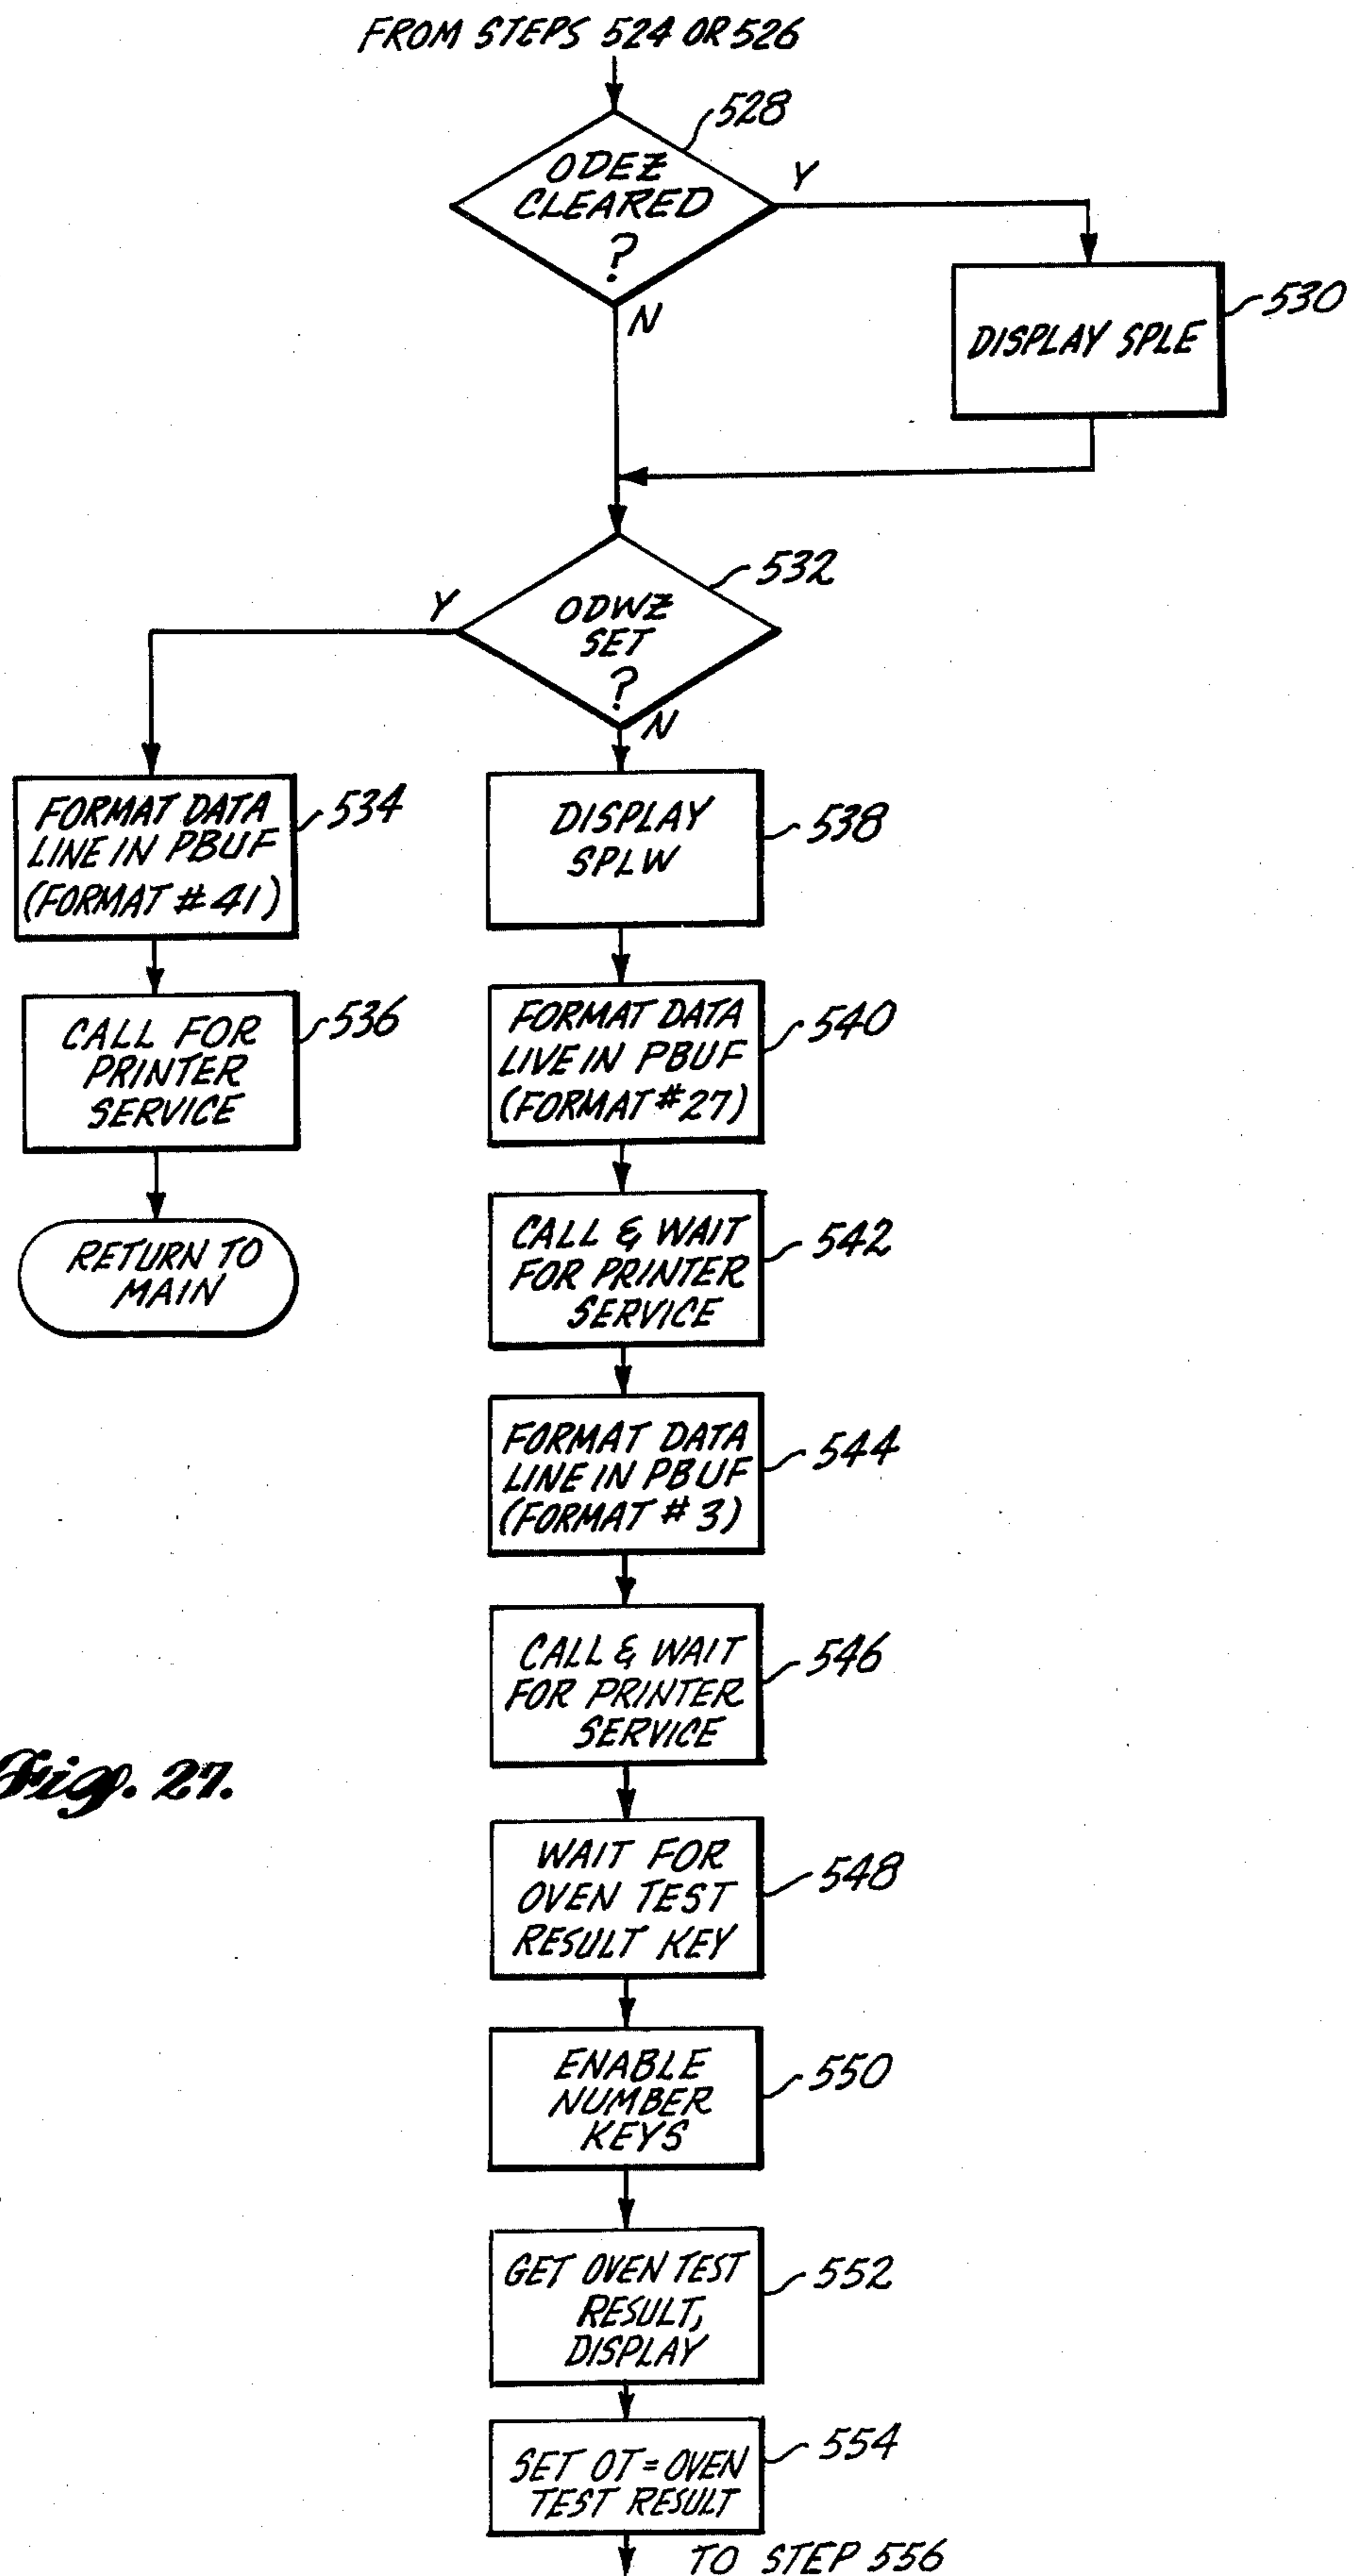 FROM STEPS 524 OR 526
528
ODEZ
CLEARED
?
Y
N
530
DISPLAY SPLE
532
Y
ODWZ
SET
?
N
FORMAT DATA
LINE IN PBUF
(FORMAT #41)
534
CALL FOR
PRINTER
SERVICE
536
RETURN TO
MAIN
DISPLAY
SPLW
538
FORMAT DATA
LIVE IN PBUF
(FORMAT #27)
540
CALL & WAIT
FOR PRINTER
SERVICE
542
FORMAT DATA
LINE IN PBUF
(FORMAT #3)
544
CALL & WAIT
FOR PRINTER
SERVICE
546
Fig. 27.
WAIT FOR
OVEN TEST
RESULT KEY
548
ENABLE
NUMBER
KEYS
550
GET OVEN TEST
RESULT,
DISPLAY
552
SET OT = OVEN
TEST RESULT
554
TO STEP 556